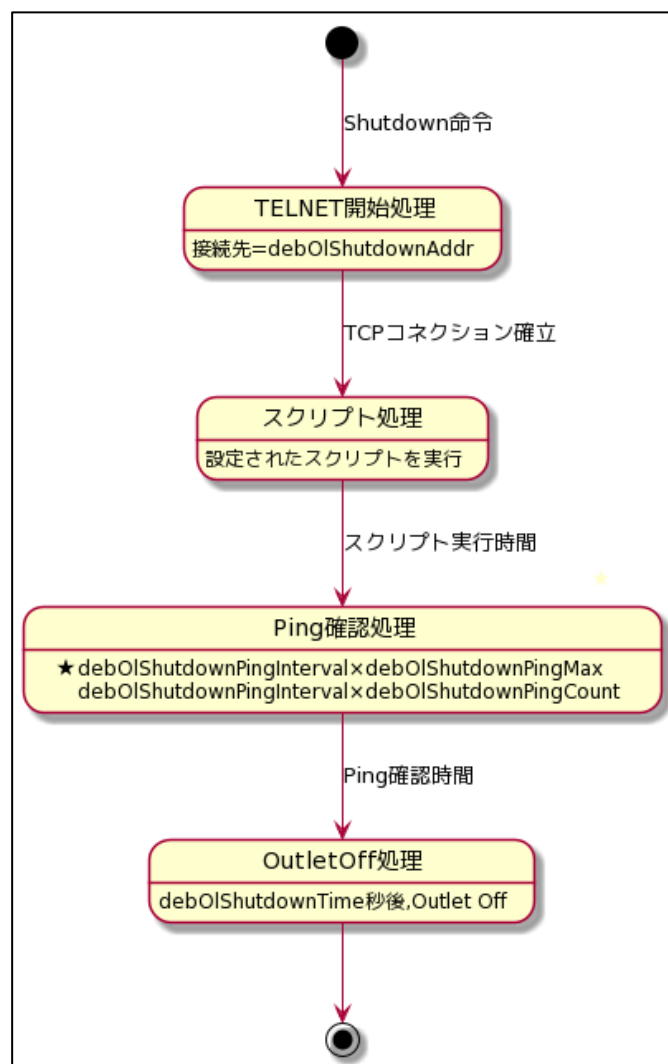 Shutdown命令
TELNET開始処理
接続先=debOlShutdownAddr
TCPコネクション確立
スクリプト処理
設定されたスクリプトを実行
スクリプト実行時間
★
Ping確認処理
★debOlShutdownPingInterval×debOlShutdownPingMax
debOlShutdownPingInterval×debOlShutdownPingCount
Ping確認時間
OutletOff処理
debOlShutdownTime秒後,Outlet Off